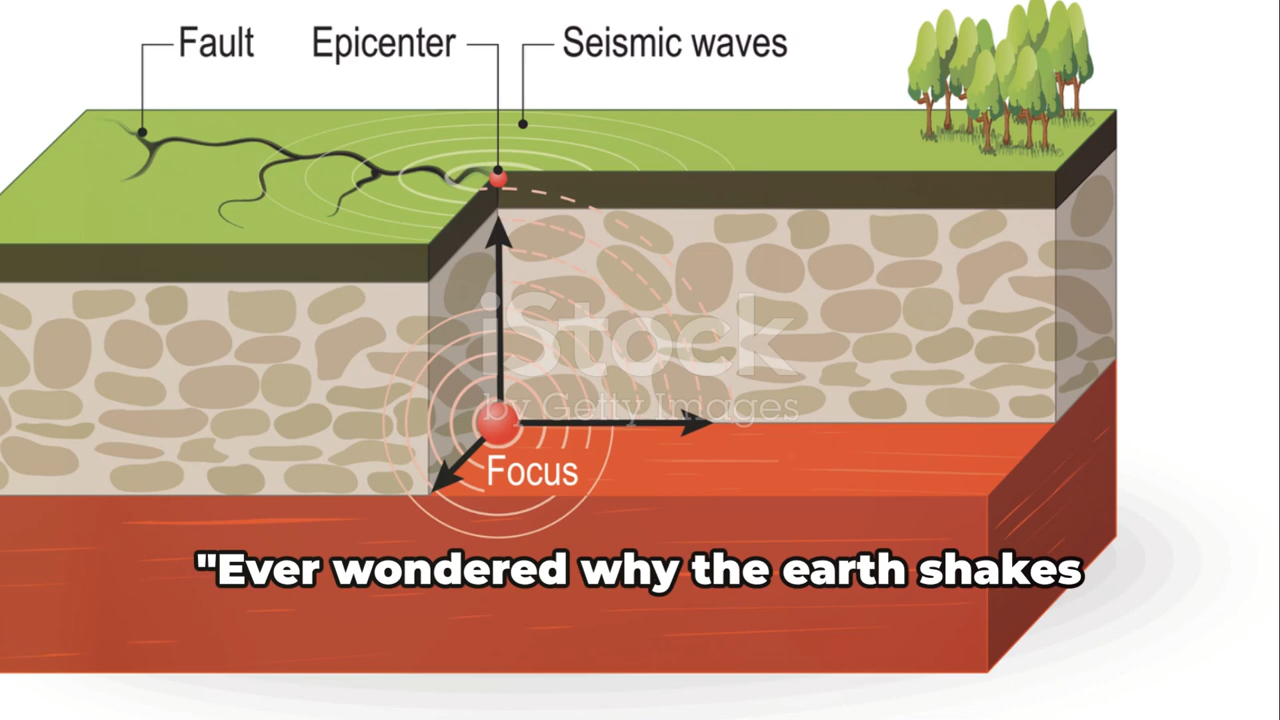 Fault
Epicenter
Seismic waves
iStock
by Getty Images
Focus
"Ever wondered why the earth shakes